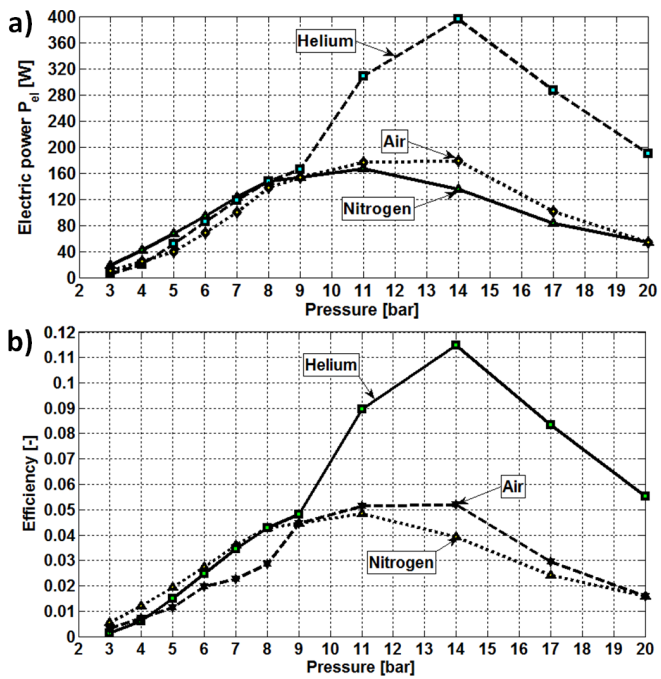 a)
Electric power P_el [W]
400
360
320
280
240
200
160
120
80
40
0
Helium
Air
Nitrogen
2 3 4 5 6 7 8 9 10 11 12 13 14 15 16 17 18 19 20
Pressure [bar]
b)
Efficiency [-]
0.12
0.11
0.1
0.09
0.08
0.07
0.06
0.05
0.04
0.03
0.02
0.01
0
Helium
Air
Nitrogen
2 3 4 5 6 7 8 9 10 11 12 13 14 15 16 17 18 19 20
Pressure [bar]